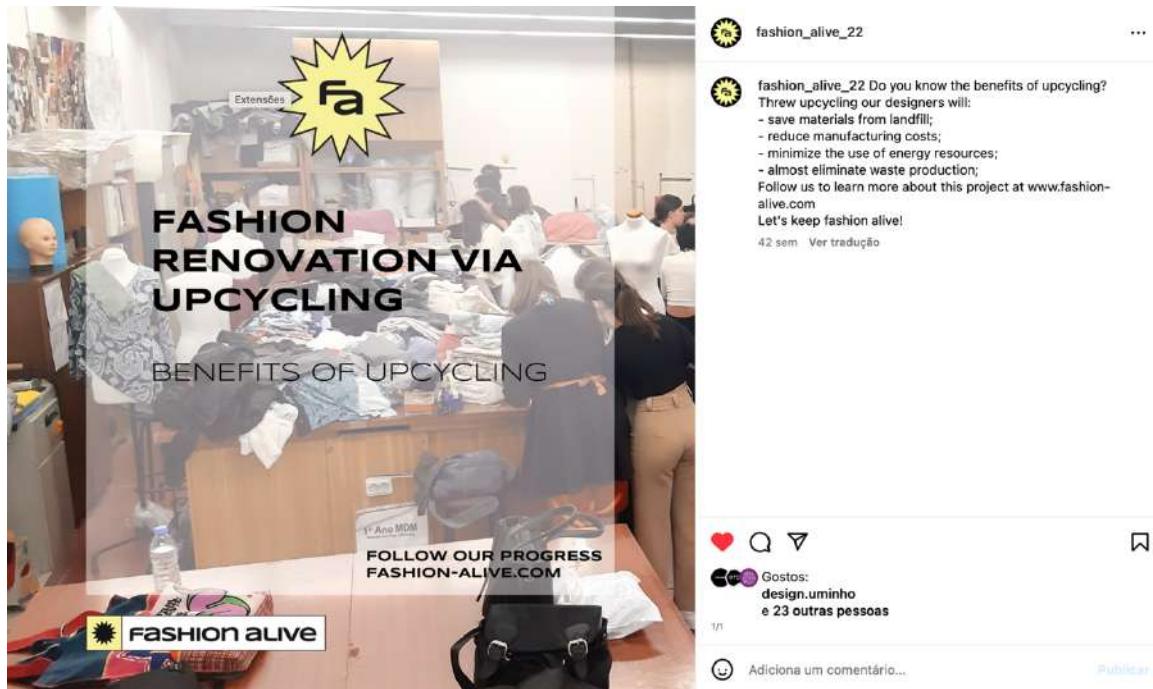 Extensões
Fa
FASHION
RENOVATION VIA
UPCYCLING
BENEFITS OF UPCYCLING
1º Ano MDM
FOLLOW OUR PROGRESS
FASHION-ALIVE.COM
FASHION ALIVE
fashion_alive_22
fashion_alive_22 Do you know the benefits of upcycling?
Threw upcycling our designers will:
- save materials from landfill;
- reduce manufacturing costs;
- minimize the use of energy resources;
- almost eliminate waste production;
Follow us to learn more about this project at www.fashion-
alive.com
Let's keep fashion alive!
42 sem Ver tradução
Gostos:
design.uminho
e 23 outras pessoas
1/1
Adiciona um comentário...
Publicar